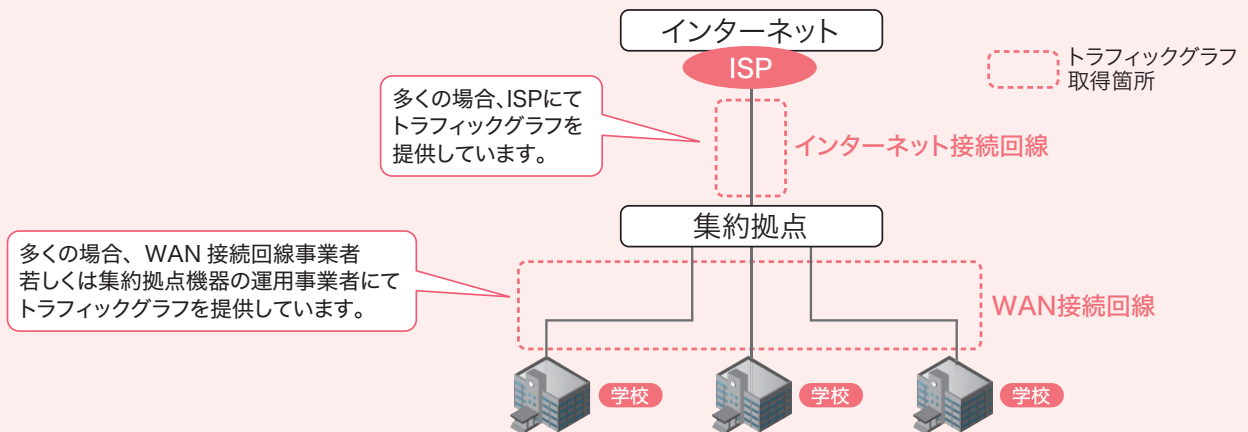 インターネット
ISP
トラフィックグラフ
取得箇所
多くの場合、ISPにて
トラフィックグラフを
提供しています。
インターネット接続回線
集約拠点
多くの場合、WAN 接続回線事業者
若しくは集約拠点機器の運用事業者にて
トラフィックグラフを提供しています。
WAN接続回線
学校
学校
学校